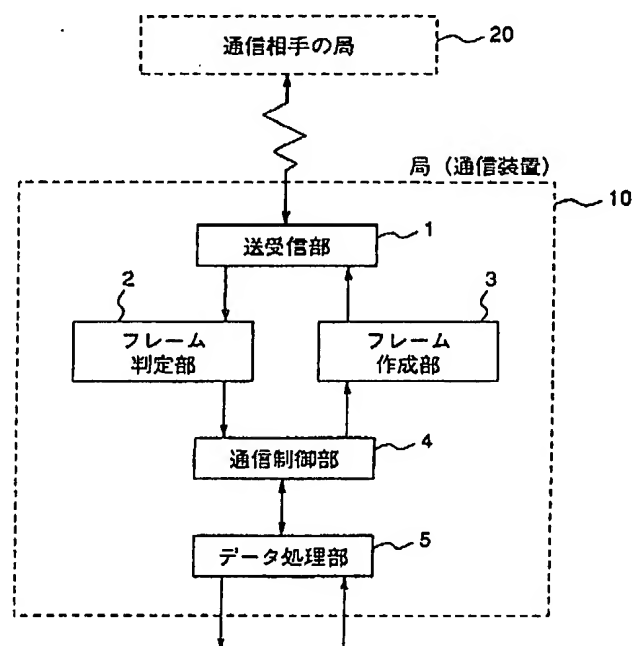 通信相手の局
20
局（通信装置）
10
送受信部
1
2
フレーム
判定部
3
フレーム
作成部
通信制御部
4
データ処理部
5